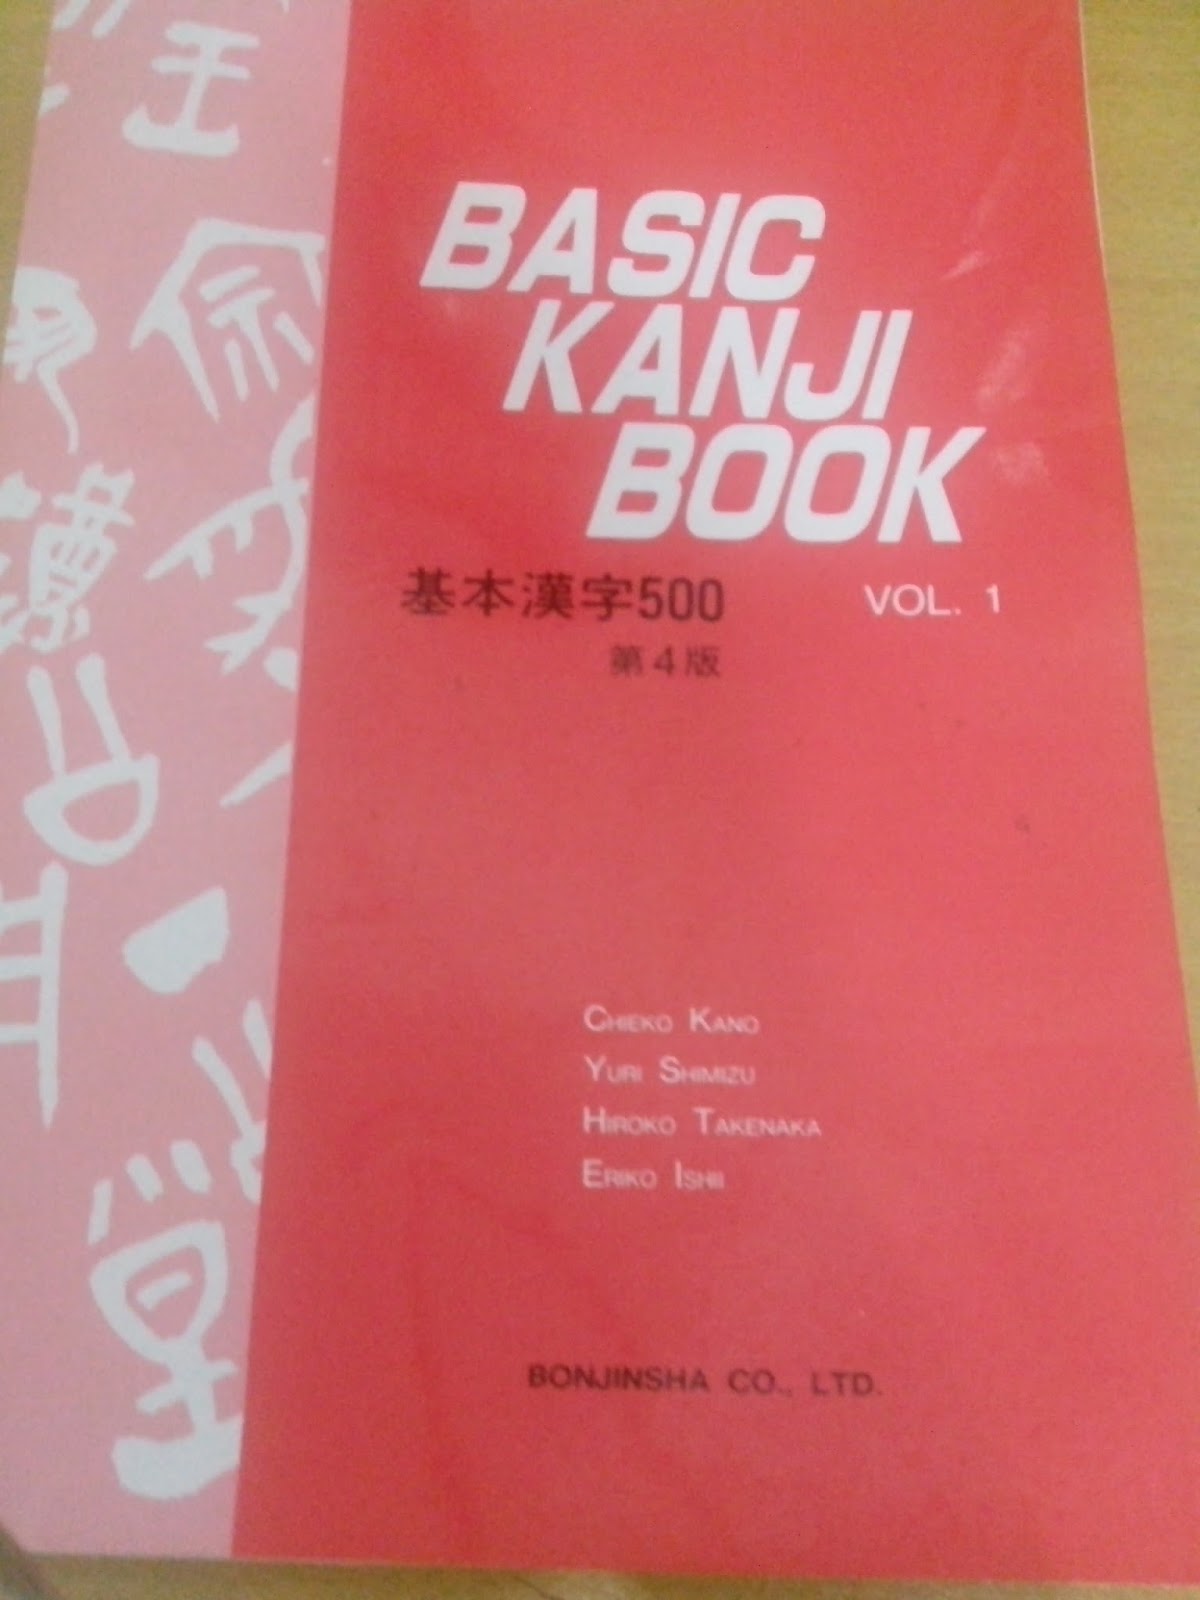 BASIC
KANJI
BOOK
基本漢字500 VOL. 1
第4版
CHIEKO KANO
YURI SHIMIZU
HIROKO TAKENAKA
ERIKO ISHII
BONJINSHA CO., LTD.